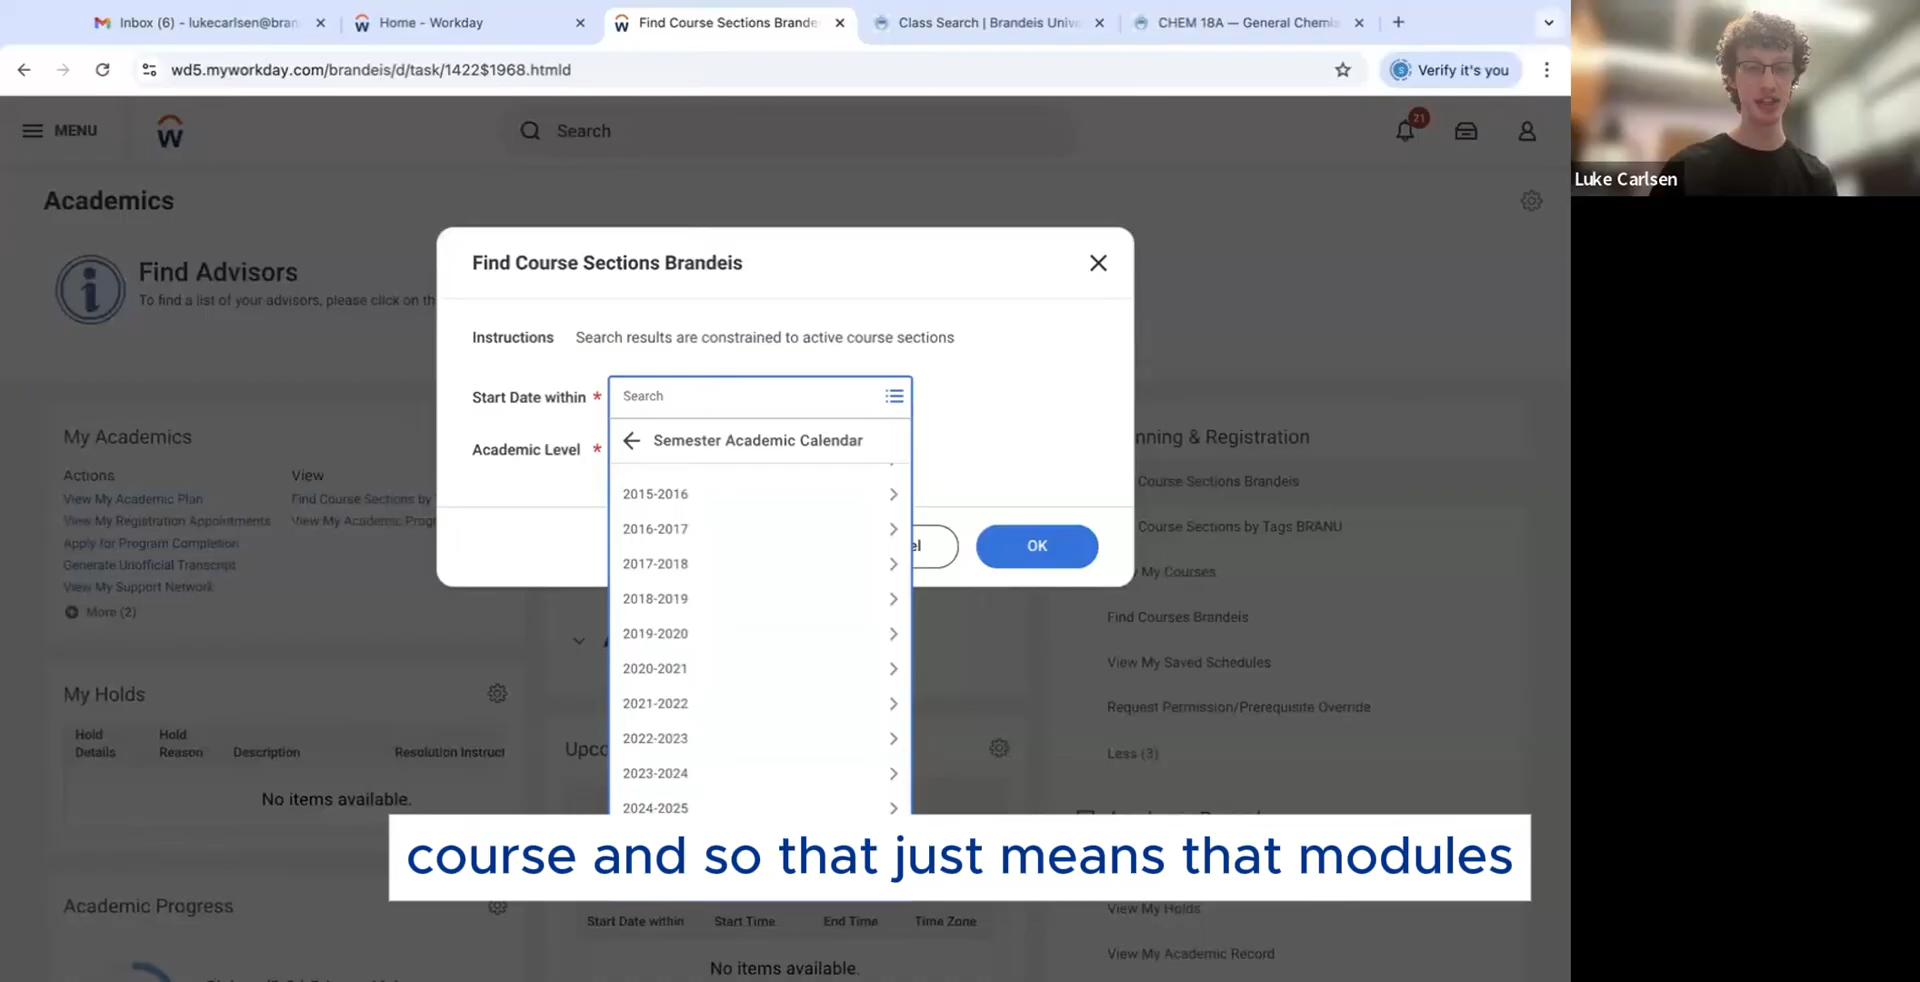 Inbox (6) - lukecarlsen@bran
Home - Workday
Find Course Sections Brande
Class Search | Brandeis Univ
CHEM 18A — General Chemi
wd5.myworkday.com/brandeis/d/task/1422$1968.htmld
Verify it's you
MENU
Search
21
Luke Carlsen
Academics
Find Advisors
To find a list of your advisors, please click on th
Find Course Sections Brandeis
Instructions
Search results are constrained to active course sections
Start Date within *
Search
Academic Level *
Semester Academic Calendar
2015-2016
2016-2017
2017-2018
2018-2019
2019-2020
2020-2021
2021-2022
2022-2023
2023-2024
2024-2025
el
OK
My Academics
Actions
View
View My Academic Plan
Find Course Sections by
View My Registration Appointments
View My Academic Progr
Apply for Program Completion
Generate Unofficial Transcript
View My Support Network
More (2)
nning & Registration
Course Sections Brandeis
Course Sections by Tags BRANU
My Courses
Find Courses Brandeis
View My Saved Schedules
Request Permission/Prerequisite Override
Less (3)
My Holds
Hold Details
Hold Reason
Description
Resolution Instruct
No items available.
Upco
course and so that just means that modules
Academic Progress
Start Date within
Start Time
End Time
Time Zone
No items available.
View My Holds
View My Academic Record